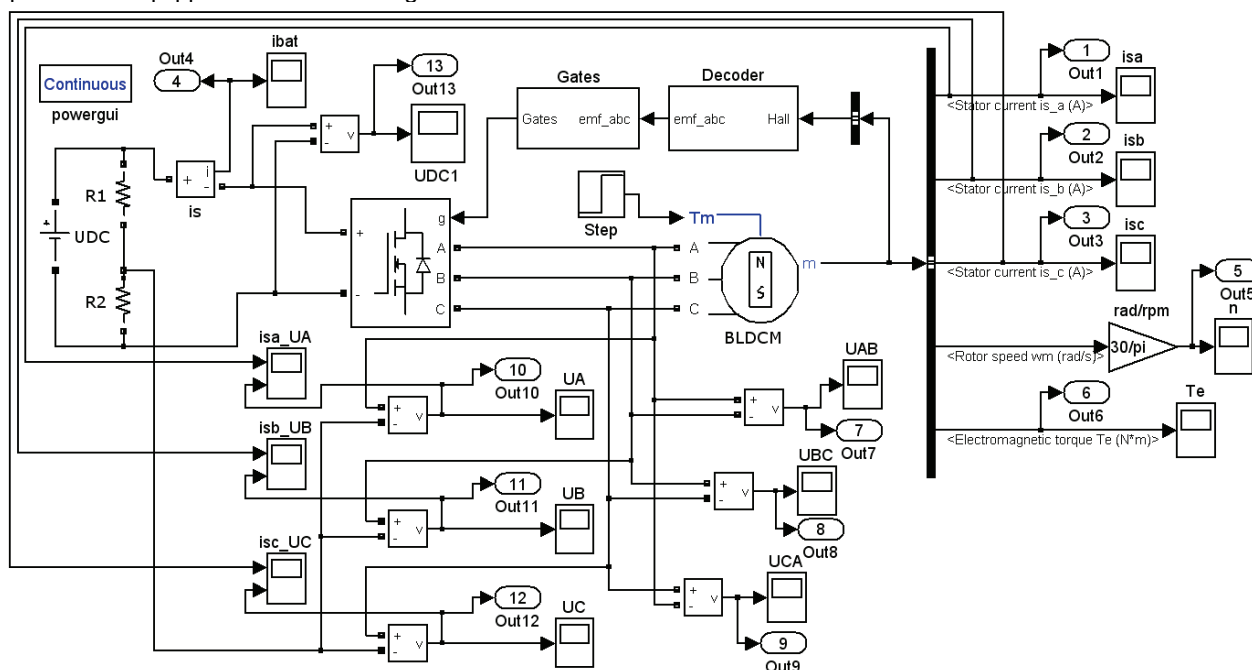 ibat
Out4
4
Continuous
powergui
13
Out13
+
-
v
UDC1
Gates
Gates
emf_abc
Decoder
emf_abc
Hall
1
Out1
isa
<Stator current is_a (A)>
2
Out2
isb
<Stator current is_b (A)>
3
Out3
isc
<Stator current is_c (A)>
R1
+
i
-
is
+
UDC
R2
g
+
A
B
-
C
Step
Tm
A
B
C
N
S
m
BLDCM
5
Out5
n
rad/rpm
30/pi
<Rotor speed wm (rad/s)>
6
Out6
Te
<Electromagnetic torque Te (N*m)>
isa_UA
10
Out10
UA
+
-
v
UAB
+
-
v
7
Out7
isb_UB
11
Out11
UB
+
-
v
UBC
+
-
v
8
Out8
isc_UC
12
Out12
UC
+
-
v
UCA
+
-
v
9
Out9